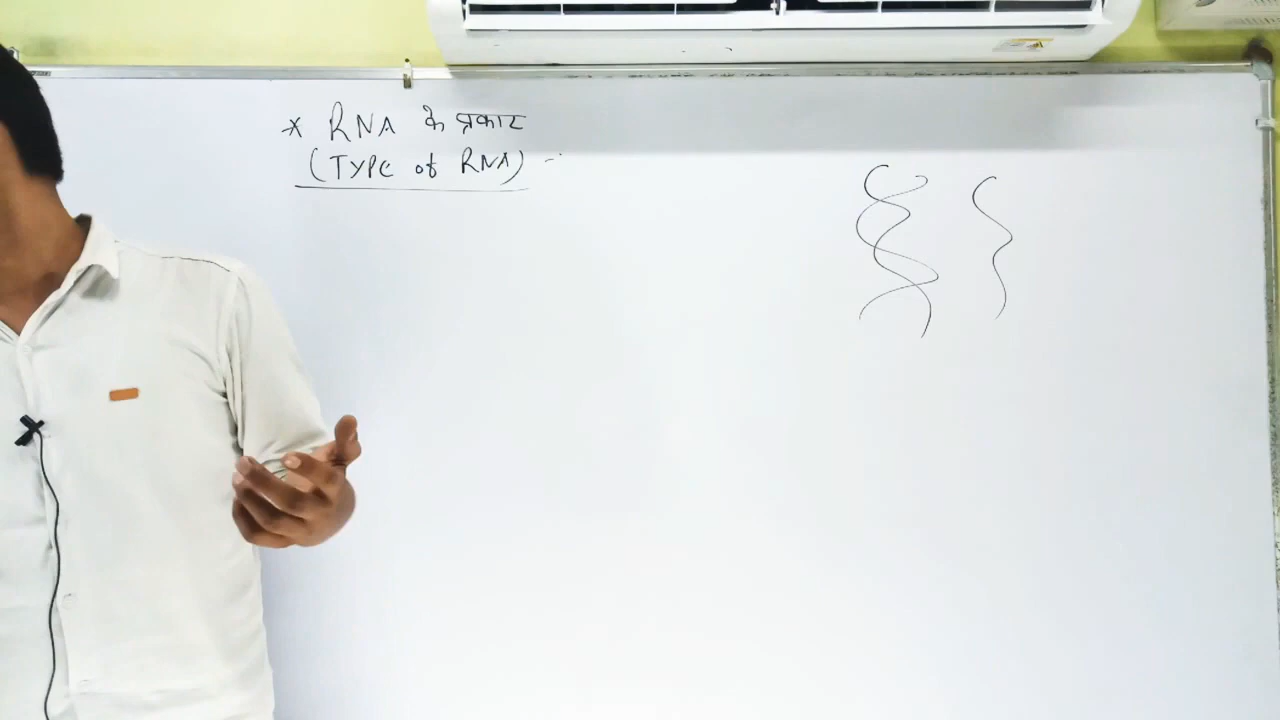 * RNA के प्रकार
(TYPE of RNA) -